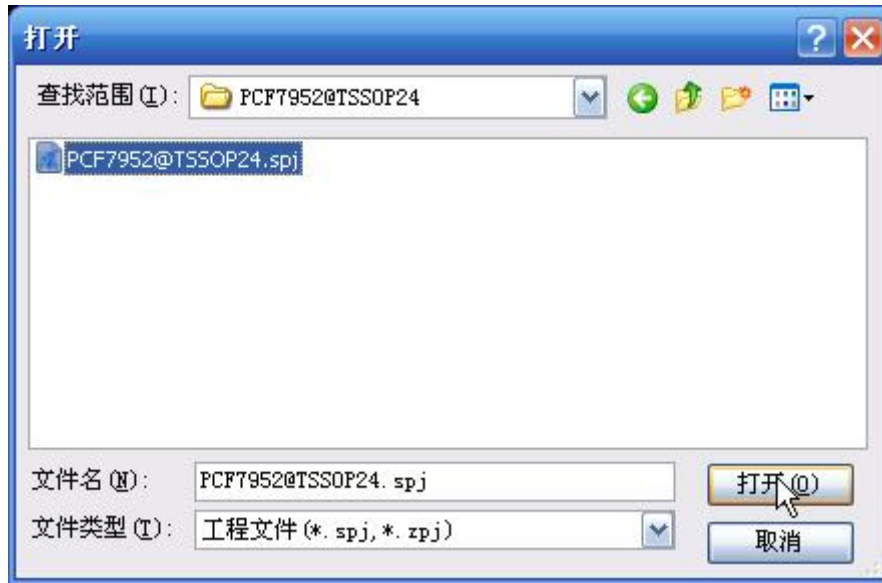 打开
查找范围(I): PCF7952@TSSOP24
PCF7952@TSSOP24.spj
文件名(N): PCF7952@TSSOP24.spj 打开(O)
文件类型(T): 工程文件(*.spj,*.zpj) 取消